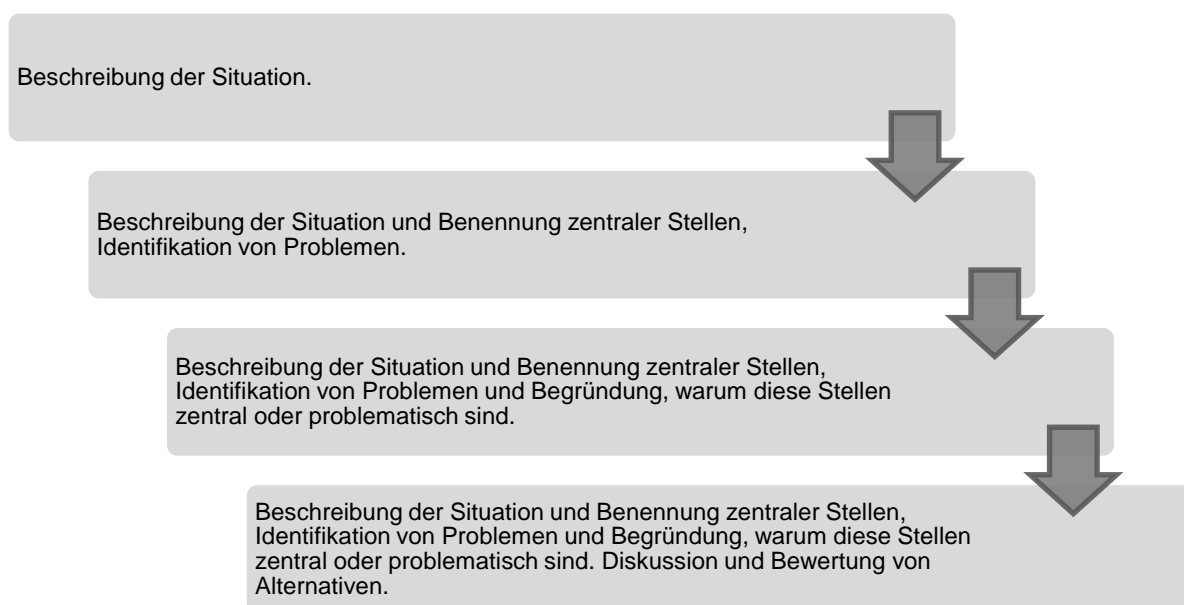 Beschreibung der Situation.
Beschreibung der Situation und Benennung zentraler Stellen,
Identifikation von Problemen.
Beschreibung der Situation und Benennung zentraler Stellen,
Identifikation von Problemen und Begründung, warum diese Stellen
zentral oder problematisch sind.
Beschreibung der Situation und Benennung zentraler Stellen,
Identifikation von Problemen und Begründung, warum diese Stellen
zentral oder problematisch sind. Diskussion und Bewertung von
Alternativen.